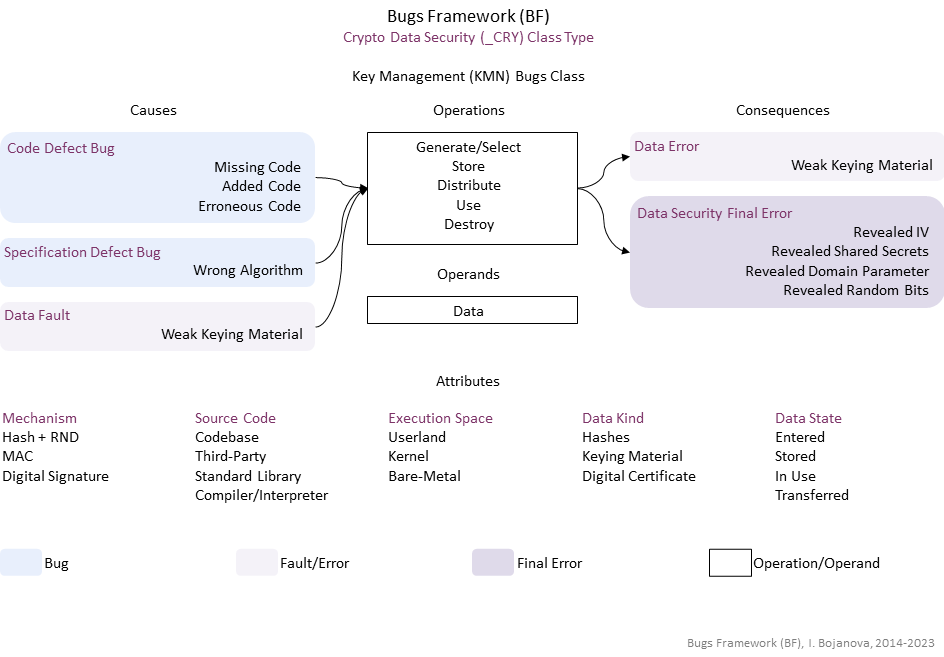 Bugs Framework (BF)
Crypto Data Security (_CRY) Class Type
Key Management (KMN) Bugs Class
Causes
Code Defect Bug
Missing Code
Added Code
Erroneous Code
Specification Defect Bug
Wrong Algorithm
Data Fault
Weak Keying Material
Operations
Generate/Select
Store
Distribute
Use
Destroy
Operands
Data
Consequences
Data Error
Weak Keying Material
Data Security Final Error
Revealed IV
Revealed Shared Secrets
Revealed Domain Parameter
Revealed Random Bits
Attributes
Mechanism
Hash + RND
MAC
Digital Signature
Source Code
Codebase
Third-Party
Standard Library
Compiler/Interpreter
Execution Space
Userland
Kernel
Bare-Metal
Data Kind
Hashes
Keying Material
Digital Certificate
Data State
Entered
Stored
In Use
Transferred
Bug
Fault/Error
Final Error
Operation/Operand
Bugs Framework (BF), I. Bojanova, 2014-2023